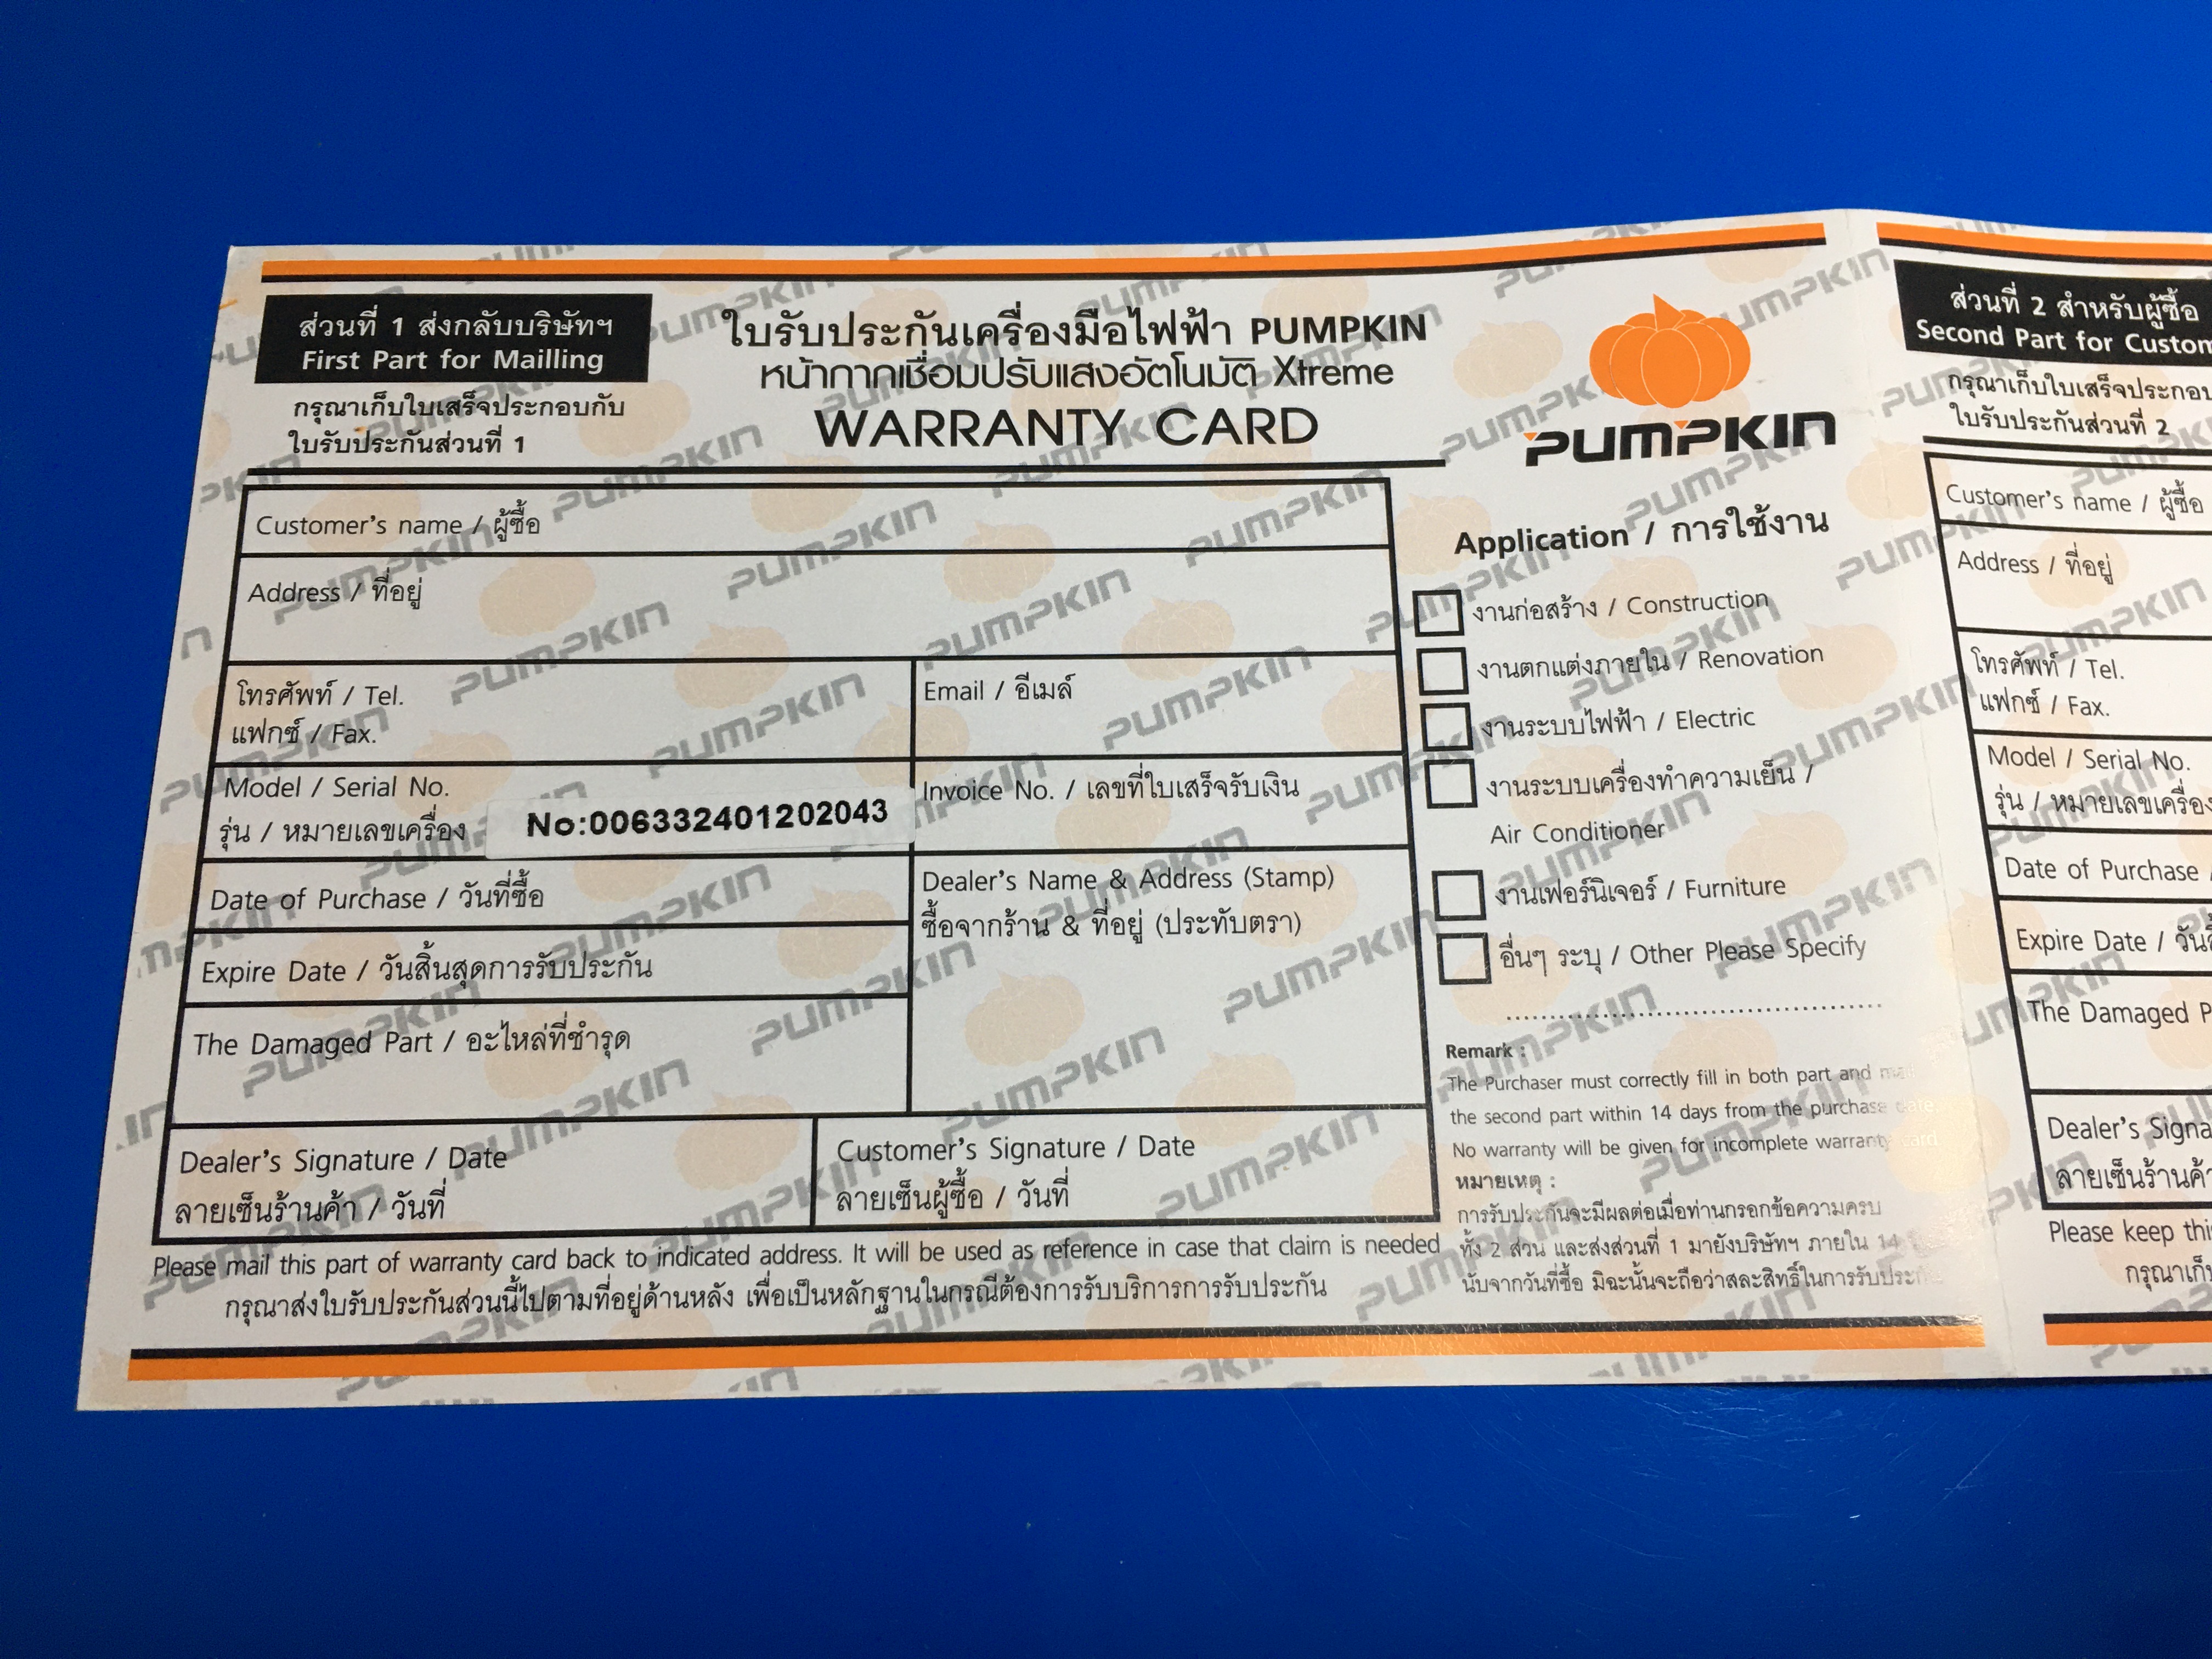 ส่วนที่ 1 ส่งกลับบริษัทฯ
First Part for Mailling
กรุณาเก็บใบเสร็จประกอบกับ
ใบรับประกันส่วนที่ 1
ใบรับประกันเครื่องมือไฟฟ้า PUMPKIN
หน้ากากเชื่อมปรับแสงอัตโนมัติ Xtreme
WARRANTY CARD
PUMPKIN
Customer's name / ผู้ซื้อ
Address / ที่อยู่
โทรศัพท์ / Tel.
แฟกซ์ / Fax.
Email / อีเมล์
Model / Serial No.
รุ่น / หมายเลขเครื่อง
No:006332401202043
Invoice No. / เลขที่ใบเสร็จรับเงิน
Date of Purchase / วันที่ซื้อ
Expire Date / วันสิ้นสุดการรับประกัน
The Damaged Part / อะไหล่ที่ชำรุด
Dealer's Name & Address (Stamp)
ซื้อจากร้าน & ที่อยู่ (ประทับตรา)
Dealer's Signature / Date
ลายเซ็นร้านค้า / วันที่
Customer's Signature / Date
ลายเซ็นผู้ซื้อ / วันที่
Please mail this part of warranty card back to indicated address. It will be used as reference in case that claim is needed
กรุณาส่งใบรับประกันส่วนนี้ไปตามที่อยู่ด้านหลัง เพื่อเป็นหลักฐานในกรณีต้องการรับบริการการรับประกัน
Application / การใช้งาน
งานก่อสร้าง / Construction
งานตกแต่งภายใน / Renovation
งานระบบไฟฟ้า / Electric
งานระบบเครื่องทำความเย็น /
Air Conditioner
งานเฟอร์นิเจอร์ / Furniture
อื่นๆ ระบุ / Other Please Specify
Remark :
The Purchaser must correctly fill in both part and mail
the second part within 14 days from the purchase date.
No warranty will be given for incomplete warranty card
หมายเหตุ :
การรับประกันจะมีผลต่อเมื่อท่านกรอกข้อความครบ
ทั้ง 2 ส่วน และส่งส่วนที่ 1 มายังบริษัทฯ ภายใน 14
นับจากวันที่ซื้อ มิฉะนั้นจะถือว่าสละสิทธิ์ในการรับประกัน
ส่วนที่ 2 สำหรับผู้ซื้อ
Second Part for Custom
กรุณาเก็บใบเสร็จประกอบ
ใบรับประกันส่วนที่ 2
Customer's name / ผู้ซื้อ
Address / ที่อยู่
โทรศัพท์ / Tel.
แฟกซ์ / Fax.
Model / Serial No.
รุ่น / หมายเลขเครื่อง
Date of Purchase /
Expire Date /
The Damaged
Dealer's
ลายเซ็นร้านค้า
Please keep